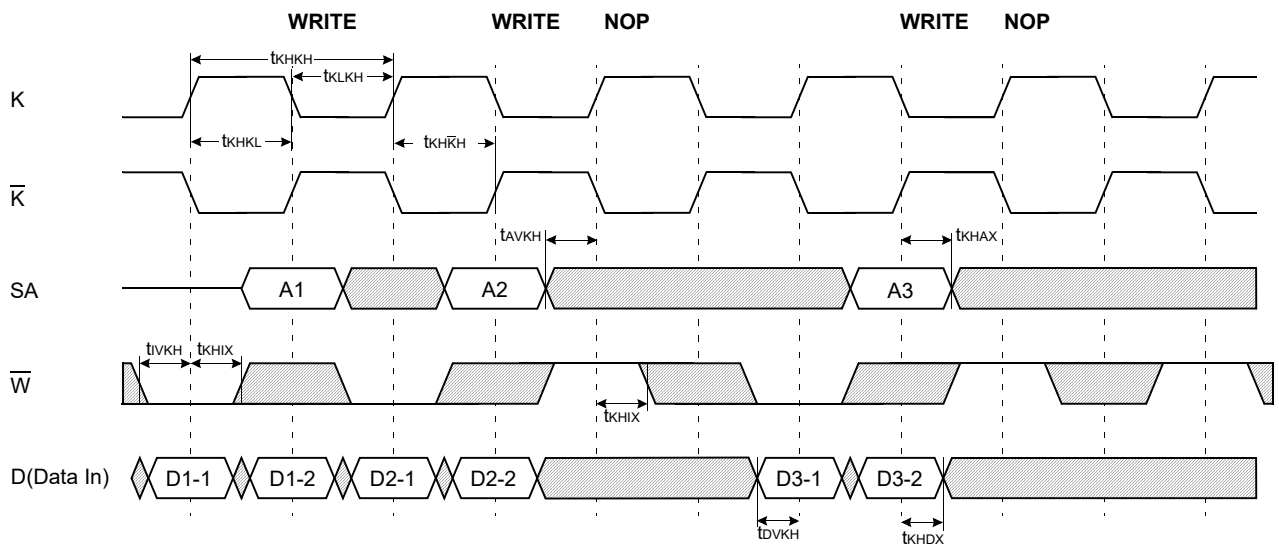 WRITE WRITE NOP WRITE NOP
tKHKH
tKLKH
K
tKHKL tKHK̅H
K̅
tAVKH tKHAX
SA A1 A2 A3
tIVKH tKHIX
W̅
tKHIX
D(Data In) D1-1 D1-2 D2-1 D2-2 D3-1 D3-2
tDVKH tKHDX